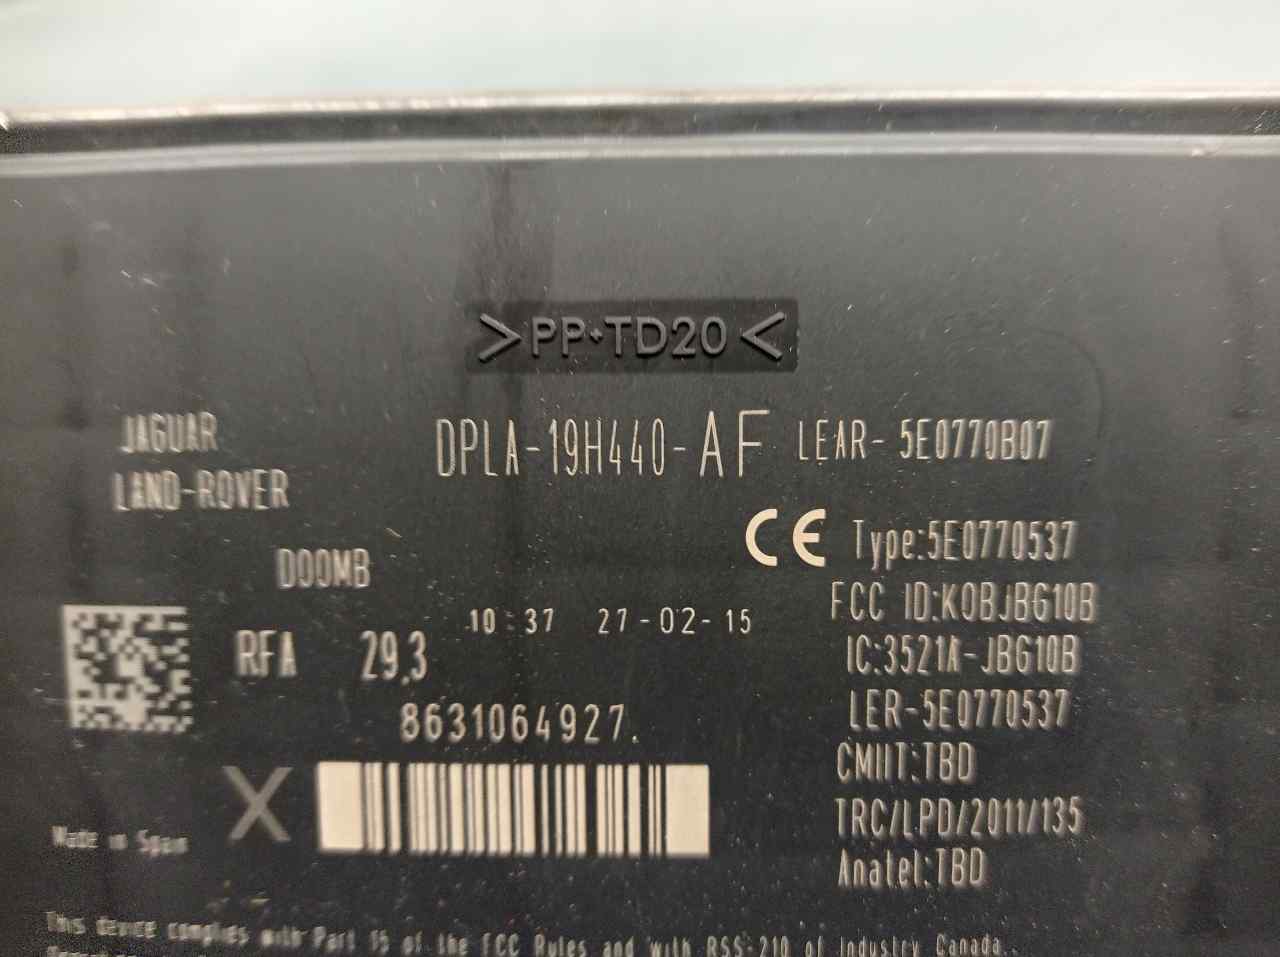 >PP+TD20<
JAGUAR
LAND-ROVER
DPLA-19H440-AF LEAR-5E0770B07
CE Type:5E0770537
D00MB
FCC ID:KOBJBG10B
10:37 27-02-15
RFA 29.3
IC:3521A-JBG10B
8631064927.
LER-5E0770537
CMIIT:TBD
X
TRC/LPD/2011/135
Made in Spain
Anatel:TBD
This device complies with Part 15 of the FCC Rules and with RSS-210 of Industry Canada.